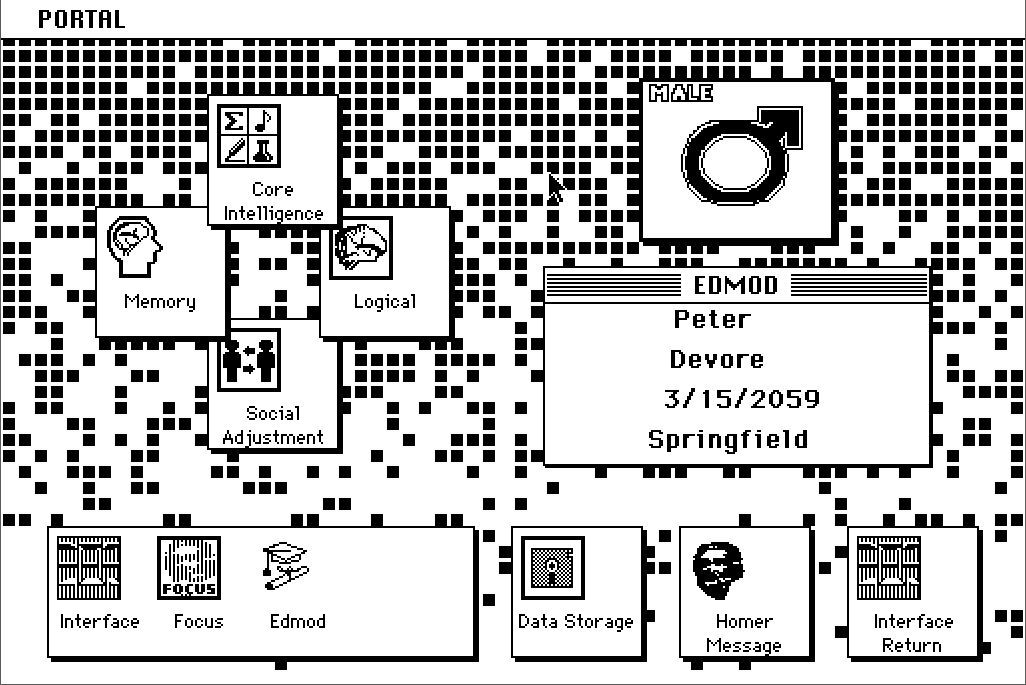 PORTAL
MALE
Core
Intelligence
Memory
Logical
Social
Adjustment
EDMOD
Peter
Devore
3/15/2059
Springfield
Interface
FOCUS
Focus
Edmod
Data Storage
Homer
Message
Interface
Return